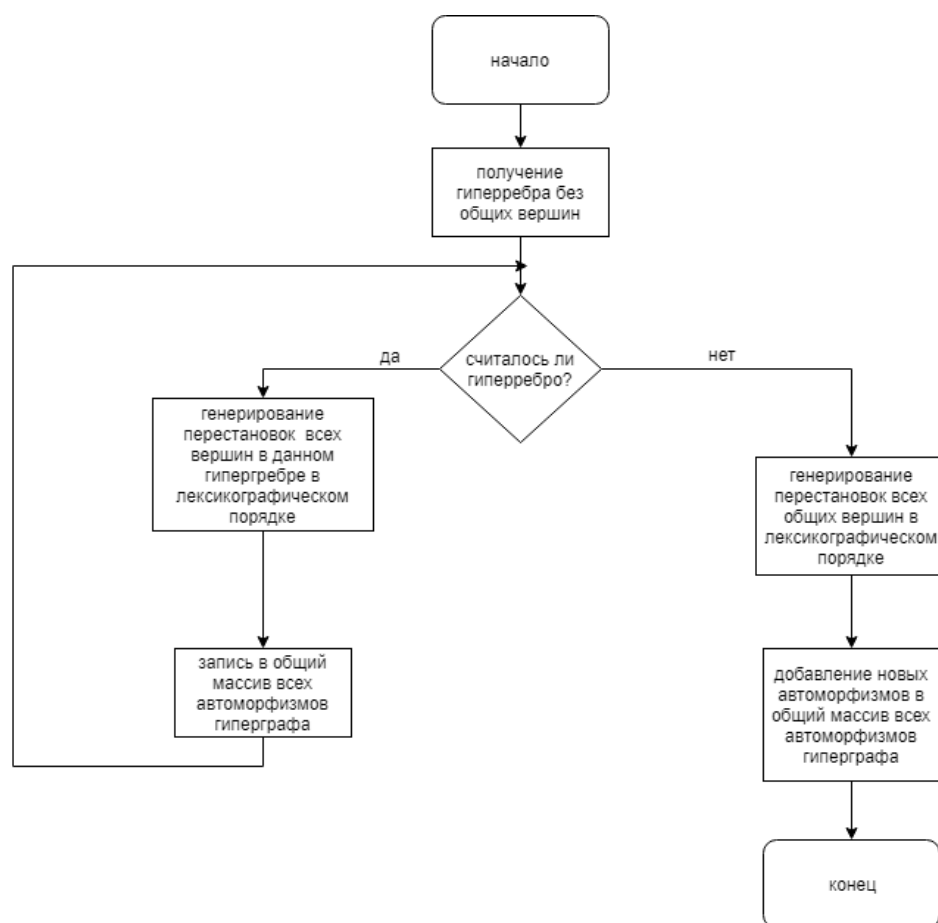 начало
получение
гиперребра без
общих вершин
да
считалось ли
гиперребро?
нет
генерирование
перестановок всех
вершин в данном
гипергребре в
лексикографическом
порядке
генерирование
перестановок всех
общих вершин в
лексикографическом
порядке
запись в общий
массив всех
автоморфизмов
гиперграфа
добавление новых
автоморфизмов в
общий массив всех
автоморфизмов
гиперграфа
конец